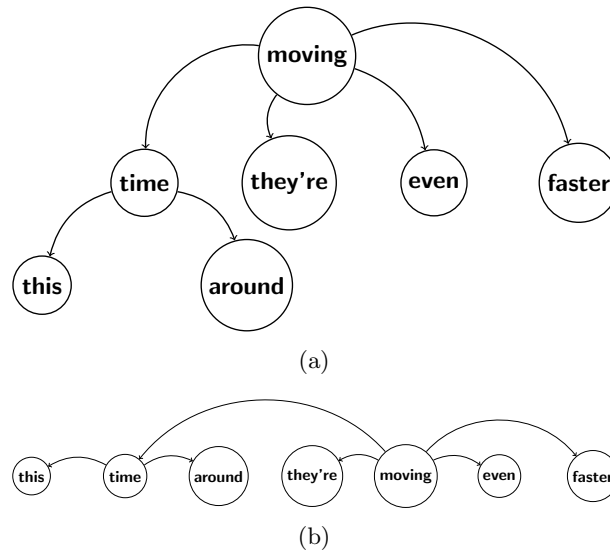 moving
time they're even faster
this around
(a)
this time around they're moving even faster
(b)